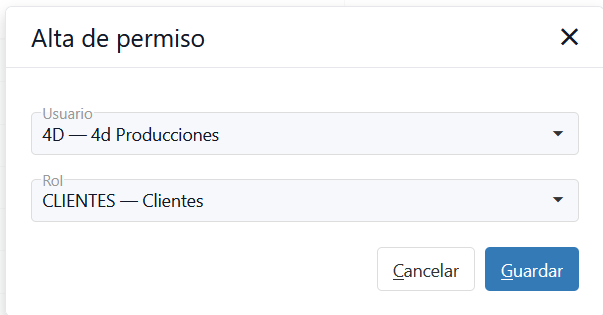 Alta de permiso
Usuario
4D — 4d Producciones
Rol
CLIENTES — Clientes
Cancelar Guardar